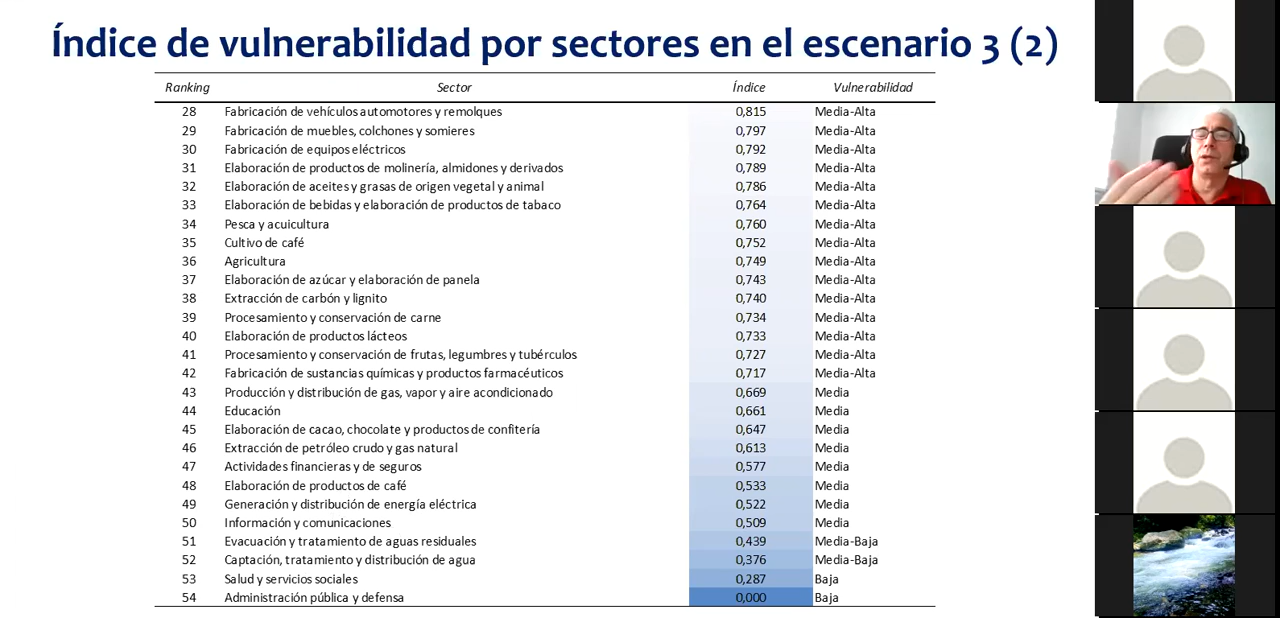 Índice de vulnerabilidad por sectores en el escenario 3 (2)
Ranking Sector Índice Vulnerabilidad
28 Fabricación de vehículos automotores y remolques 0,815 Media-Alta
29 Fabricación de muebles, colchones y somieres 0,797 Media-Alta
30 Fabricación de equipos eléctricos 0,792 Media-Alta
31 Elaboración de productos de molinería, almidones y derivados 0,789 Media-Alta
32 Elaboración de aceites y grasas de origen vegetal y animal 0,786 Media-Alta
33 Elaboración de bebidas y elaboración de productos de tabaco 0,764 Media-Alta
34 Pesca y acuicultura 0,760 Media-Alta
35 Cultivo de café 0,752 Media-Alta
36 Agricultura 0,749 Media-Alta
37 Elaboración de azúcar y elaboración de panela 0,743 Media-Alta
38 Extracción de carbón y lignito 0,740 Media-Alta
39 Procesamiento y conservación de carne 0,734 Media-Alta
40 Elaboración de productos lácteos 0,733 Media-Alta
41 Procesamiento y conservación de frutas, legumbres y tubérculos 0,727 Media-Alta
42 Fabricación de sustancias químicas y productos farmacéuticos 0,717 Media-Alta
43 Producción y distribución de gas, vapor y aire acondicionado 0,669 Media
44 Educación 0,661 Media
45 Elaboración de cacao, chocolate y productos de confitería 0,647 Media
46 Extracción de petróleo crudo y gas natural 0,613 Media
47 Actividades financieras y de seguros 0,577 Media
48 Elaboración de productos de café 0,533 Media
49 Generación y distribución de energía eléctrica 0,522 Media
50 Información y comunicaciones 0,509 Media
51 Evacuación y tratamiento de aguas residuales 0,439 Media-Baja
52 Captación, tratamiento y distribución de agua 0,376 Media-Baja
53 Salud y servicios sociales 0,287 Baja
54 Administración pública y defensa 0,000 Baja